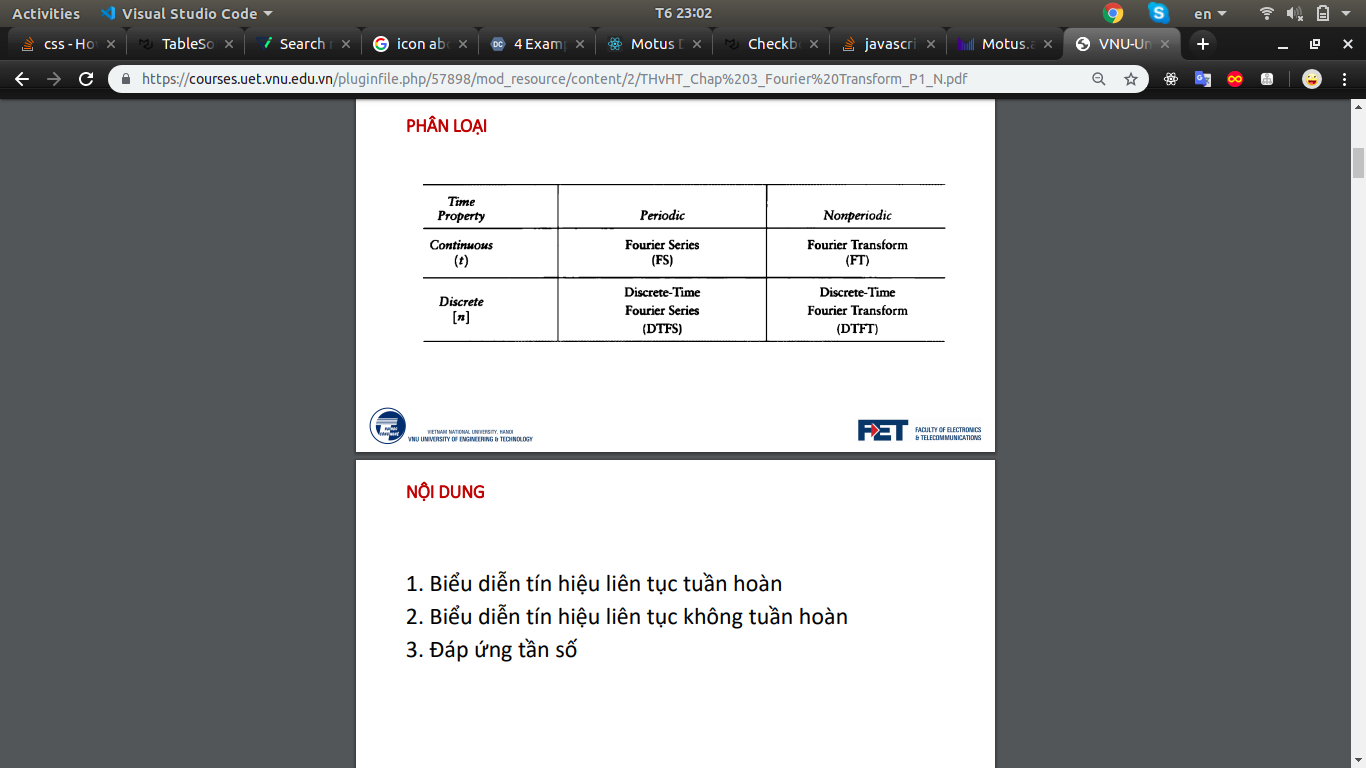 Activities
Visual Studio Code
T6 23:02
en
css - Ho
TableSo
Search
icon abo
4 Examp
Motus D
Checkb
javascri
Motus.a
VNU-Un
https://courses.uet.vnu.edu.vn/pluginfile.php/57898/mod_resource/content/2/THvHT_Chap%203_Fourier%20Transform_P1_N.pdf
PHÂN LOẠI
Time
Property
Periodic
Nonperiodic
Continuous
(t)
Fourier Series
(FS)
Fourier Transform
(FT)
Discrete
[n]
Discrete-Time
Fourier Series
(DTFS)
Discrete-Time
Fourier Transform
(DTFT)
VIETNAM NATIONAL UNIVERSITY, HANOI
VNU UNIVERSITY OF ENGINEERING & TECHNOLOGY
FET
FACULTY OF ELECTRONICS
& TELECOMMUNICATIONS
NỘI DUNG
1. Biểu diễn tín hiệu liên tục tuần hoàn
2. Biểu diễn tín hiệu liên tục không tuần hoàn
3. Đáp ứng tần số